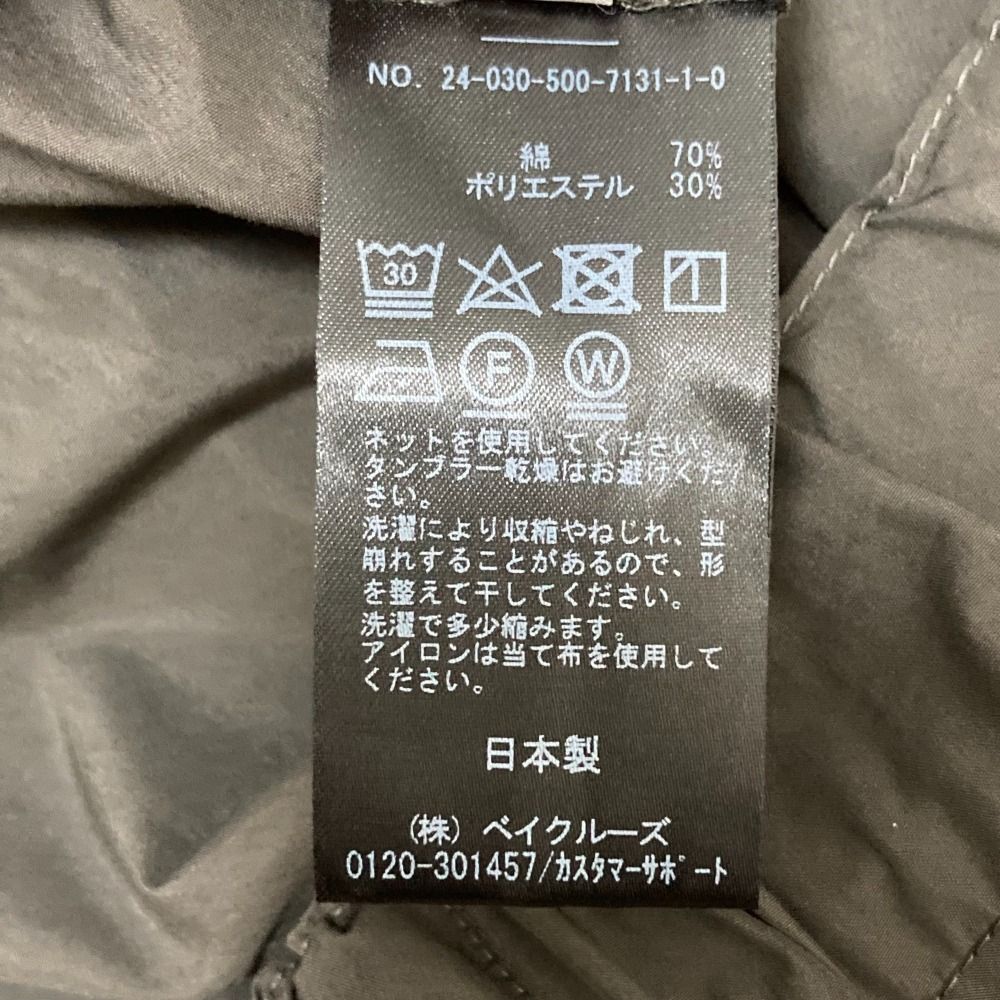 NO. 24-030-500-7131-1-0
綿 70%
ポリエステル 30%
30
F W
ネットを使用してください。
タンブラー乾燥はお避けくだ
さい。
洗濯により収縮やねじれ、型
崩れすることがあるので、形
を整えて干してください。
洗濯で多少縮みます。
アイロンは当て布を使用して
ください。
日本製
(株) ベイクルーズ
0120-301457/ｶｽﾀﾏｰｻﾎﾟｰﾄ